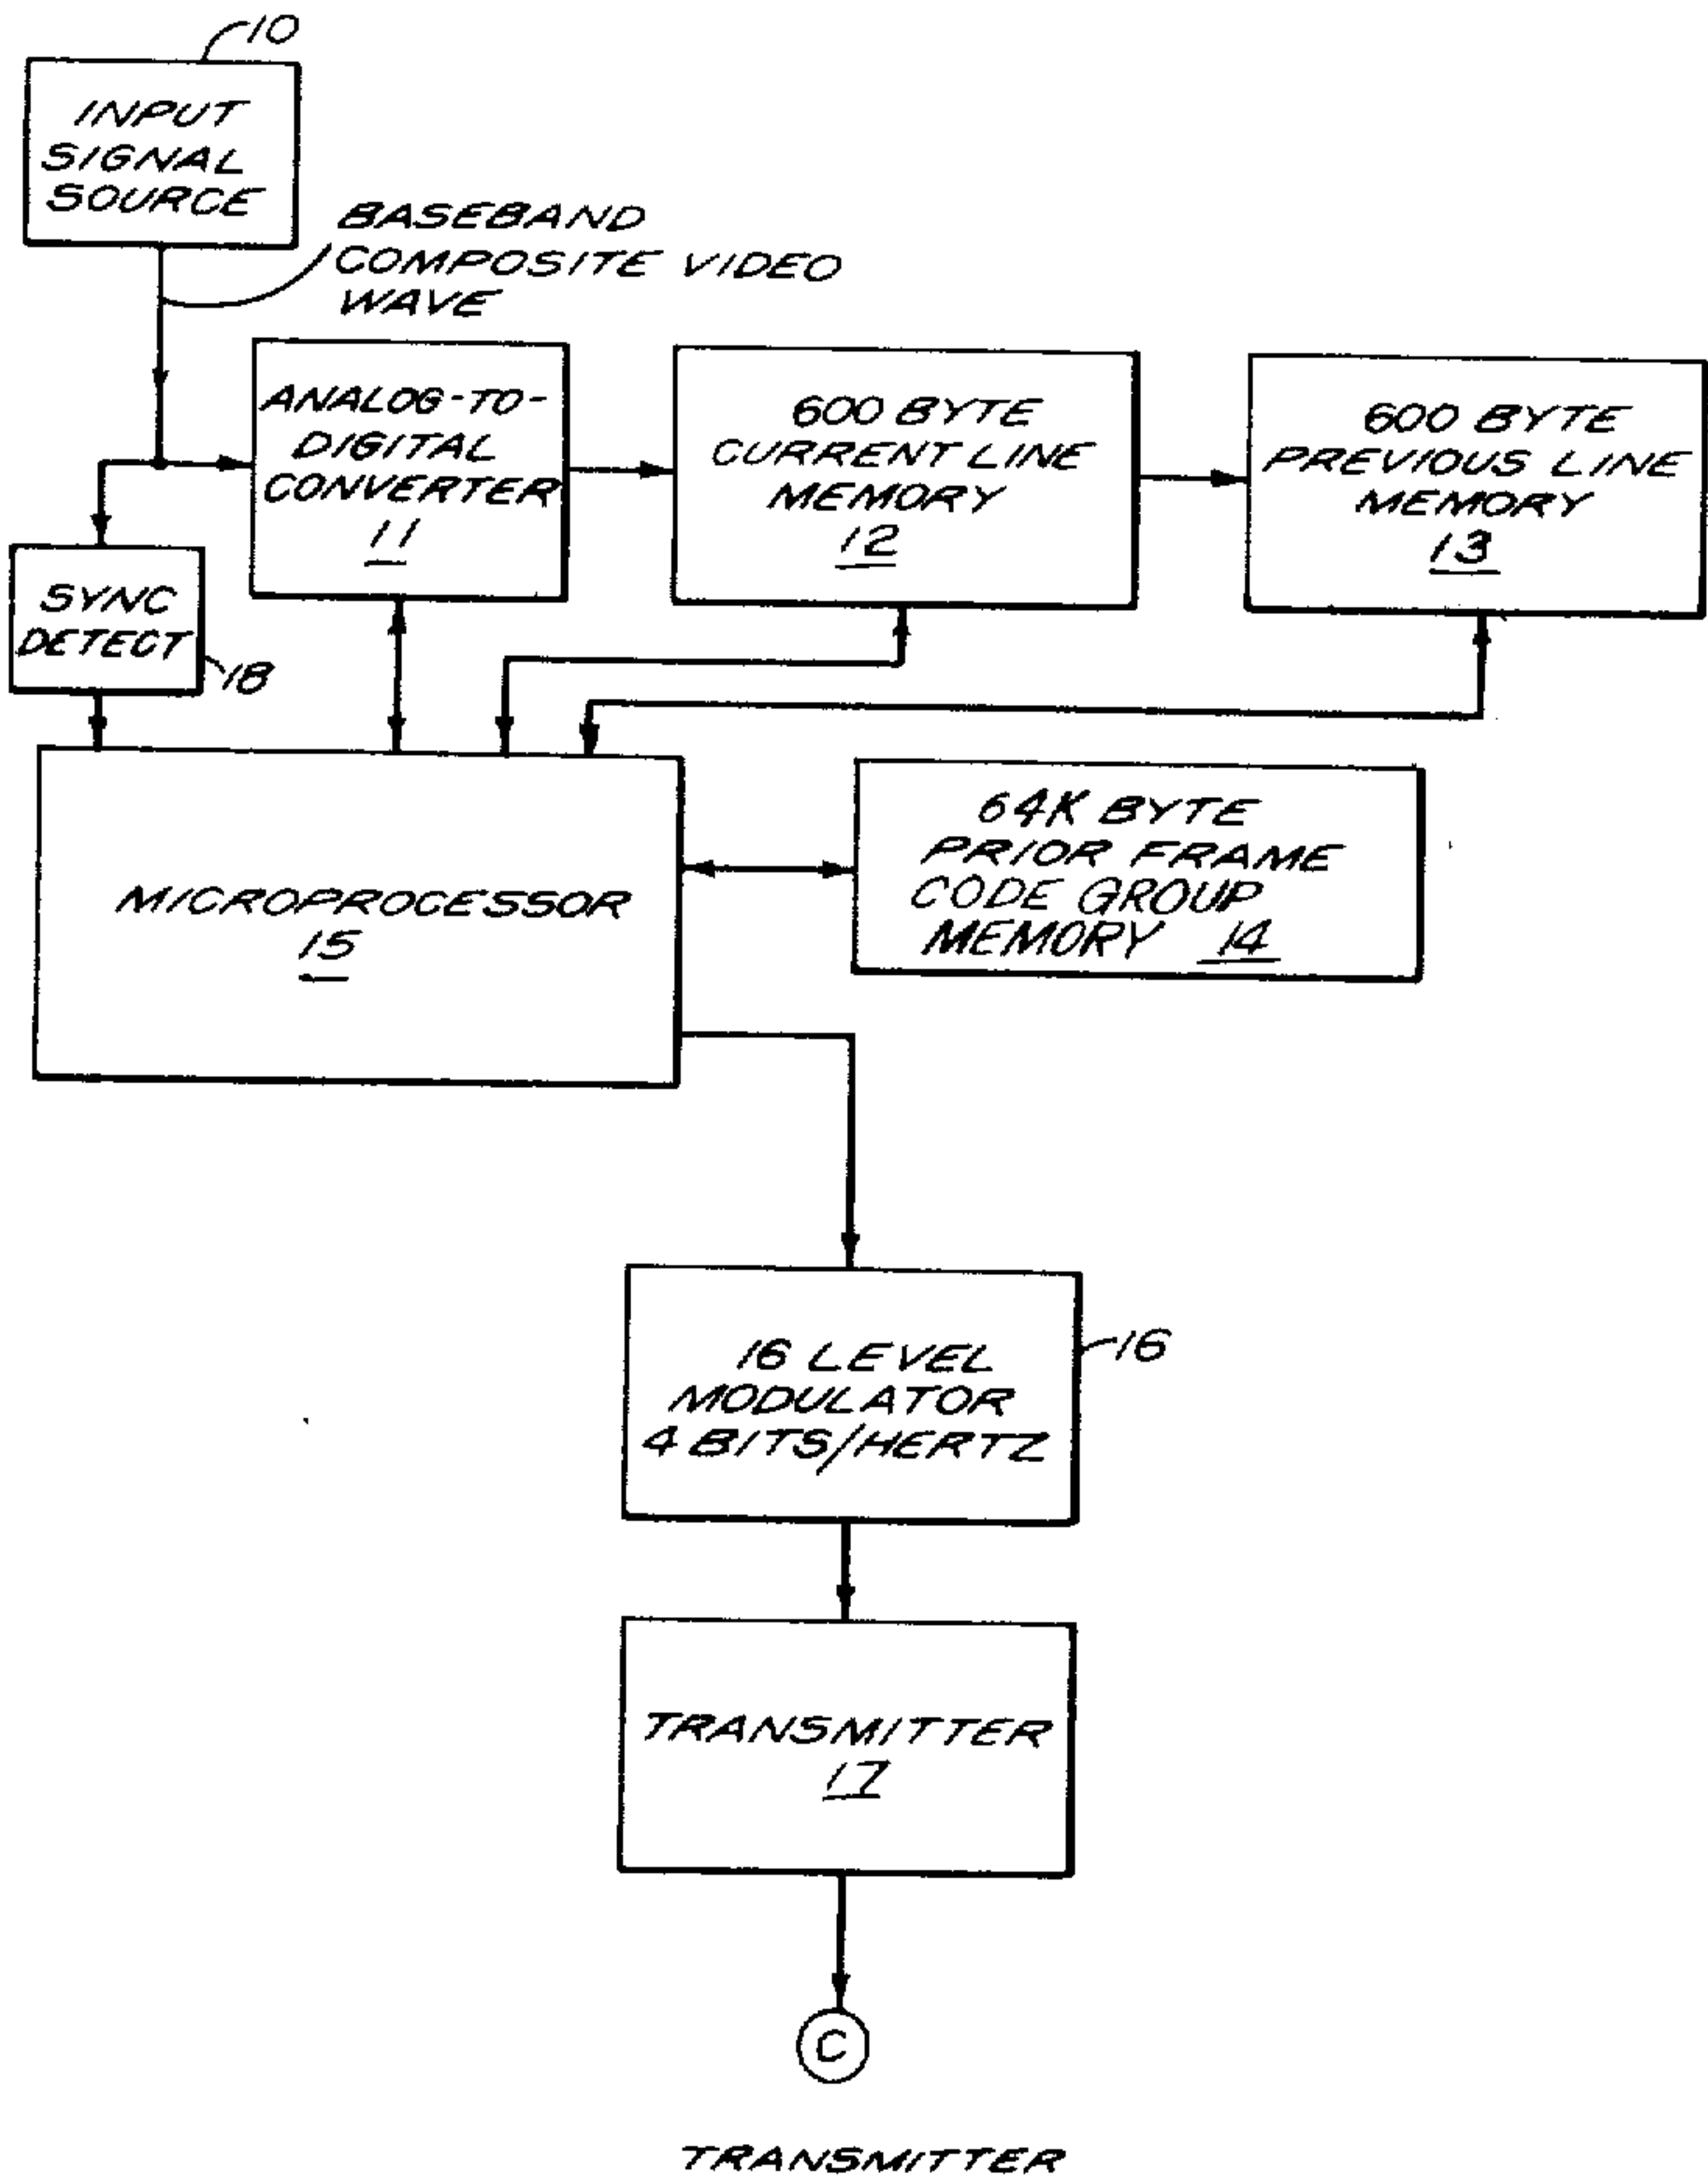 10
INPUT
SIGNAL
SOURCE
BASEBAND
COMPOSITE VIDEO
WAVE
ANALOG-TO-
DIGITAL
CONVERTER
11
600 BYTE
CURRENT LINE
MEMORY
12
600 BYTE
PREVIOUS LINE
MEMORY
13
SYNC
DETECT
18
MICROPROCESSOR
15
64K BYTE
PRIOR FRAME
CODE GROUP
MEMORY 14
16 LEVEL
MODULATOR
4 BITS/HERTZ
16
TRANSMITTER
17
C
TRANSMITTER